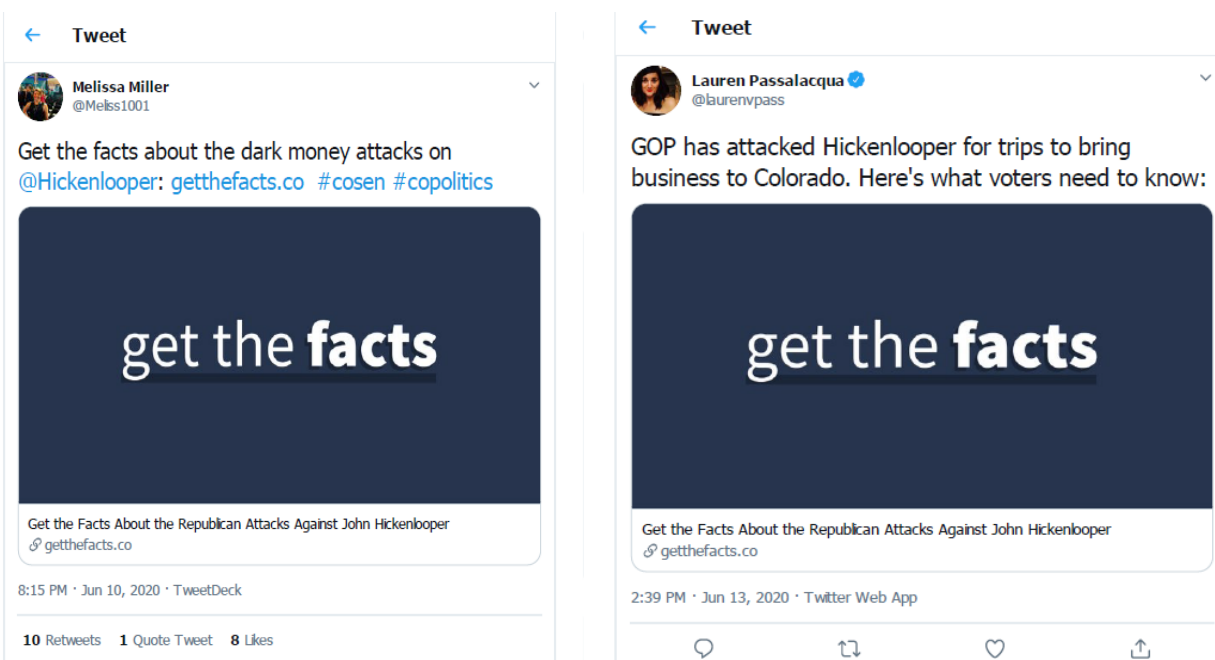 Tweet
Melissa Miller
@Meliss1001
Get the facts about the dark money attacks on
@Hickenlooper: getthefacts.co #cosen #copolitics
get the facts
Get the Facts About the Republican Attacks Against John Hickenlooper
getthefacts.co
8:15 PM · Jun 10, 2020 · TweetDeck
10 Retweets 1 Quote Tweet 8 Likes
Tweet
Lauren Passalacqua
@laurenvpass
GOP has attacked Hickenlooper for trips to bring
business to Colorado. Here's what voters need to know:
get the facts
Get the Facts About the Republican Attacks Against John Hickenlooper
getthefacts.co
2:39 PM · Jun 13, 2020 · Twitter Web App